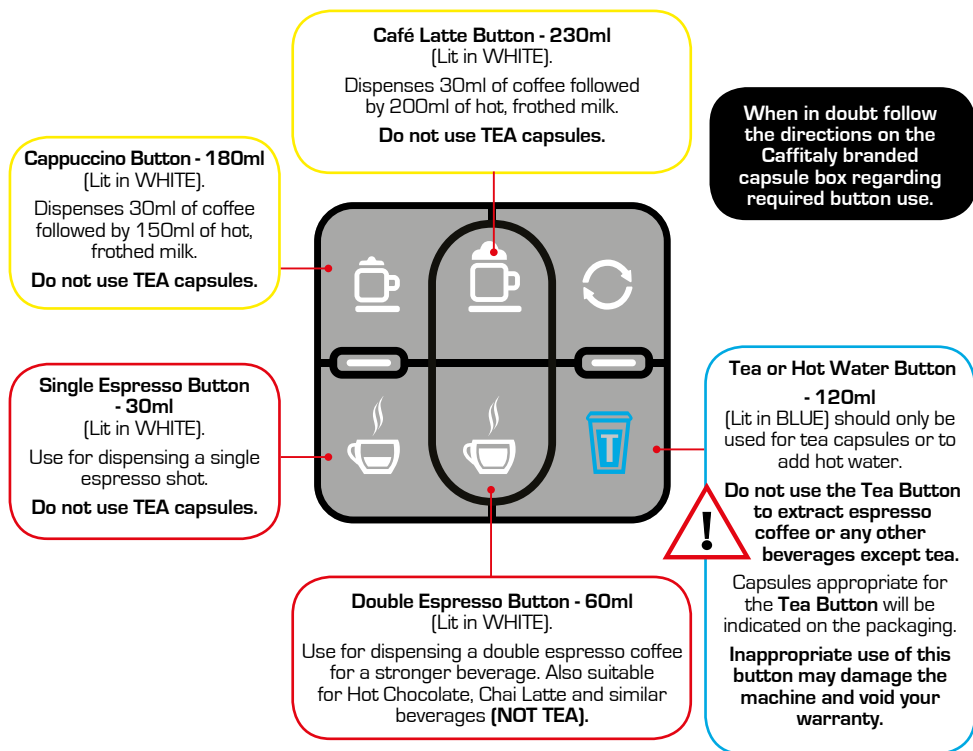 Café Latte Button - 230ml
(Lit in WHITE).
Dispenses 30ml of coffee followed
by 200ml of hot, frothed milk.
Do not use TEA capsules.
When in doubt follow
the directions on the
Caffitaly branded
capsule box regarding
required button use.
Cappuccino Button - 180ml
(Lit in WHITE).
Dispenses 30ml of coffee
followed by 150ml of hot,
frothed milk.
Do not use TEA capsules.
Single Espresso Button
- 30ml
(Lit in WHITE).
Use for dispensing a single
espresso shot.
Do not use TEA capsules.
T
Tea or Hot Water Button
- 120ml
(Lit in BLUE) should only be
used for tea capsules or to
add hot water.
Do not use the Tea Button
to extract espresso
coffee or any other
beverages except tea.
!
Capsules appropriate for
the Tea Button will be
indicated on the packaging.
Inappropriate use of this
button may damage the
machine and void your
warranty.
Double Espresso Button - 60ml
(Lit in WHITE).
Use for dispensing a double espresso coffee
for a stronger beverage. Also suitable
for Hot Chocolate, Chai Latte and similar
beverages (NOT TEA).